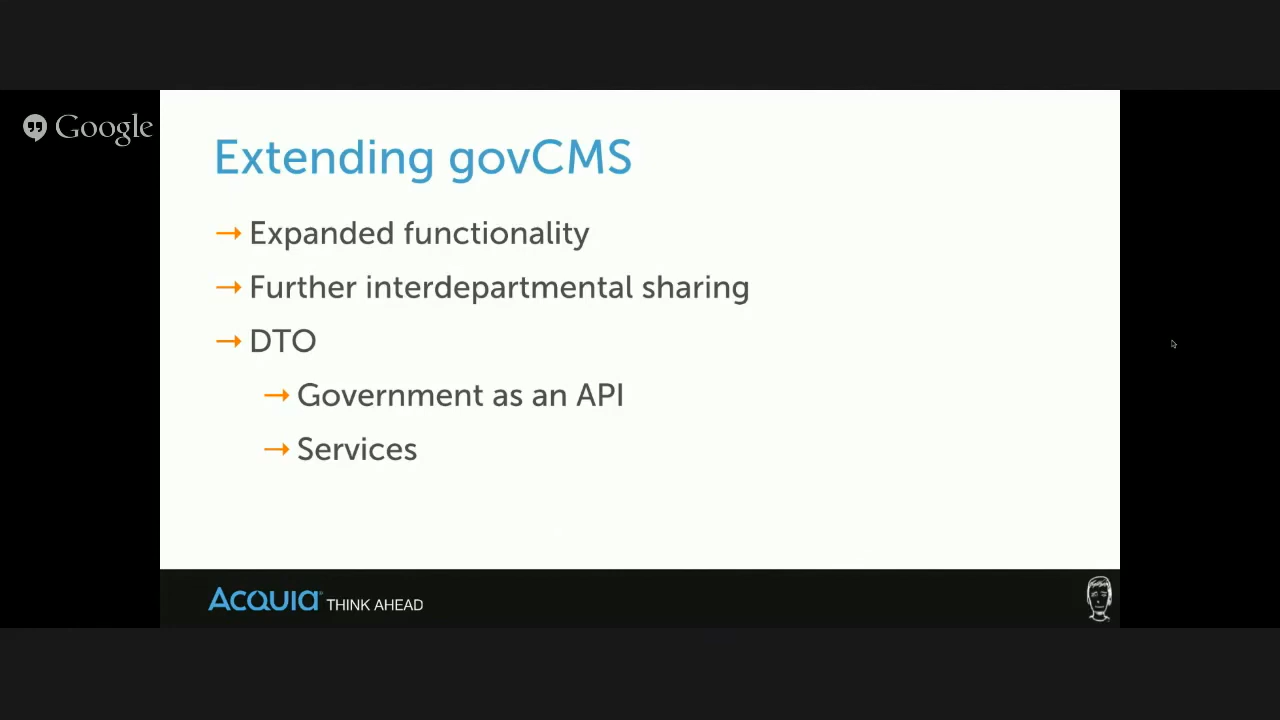 Google
Extending govCMS
→ Expanded functionality
→ Further interdepartmental sharing
→ DTO
→ Government as an API
→ Services
Acquia® THINK AHEAD